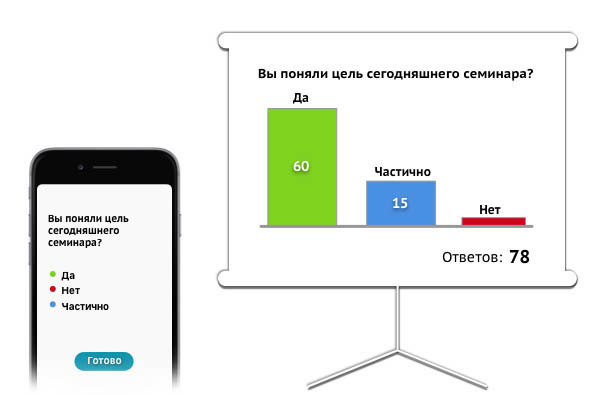 Вы поняли цель сегодняшнего семинара?
Да
60
Частично
15
Нет
Ответов: 78
Вы поняли цель
сегодняшнего
семинара?
Да
Нет
Частично
Готово